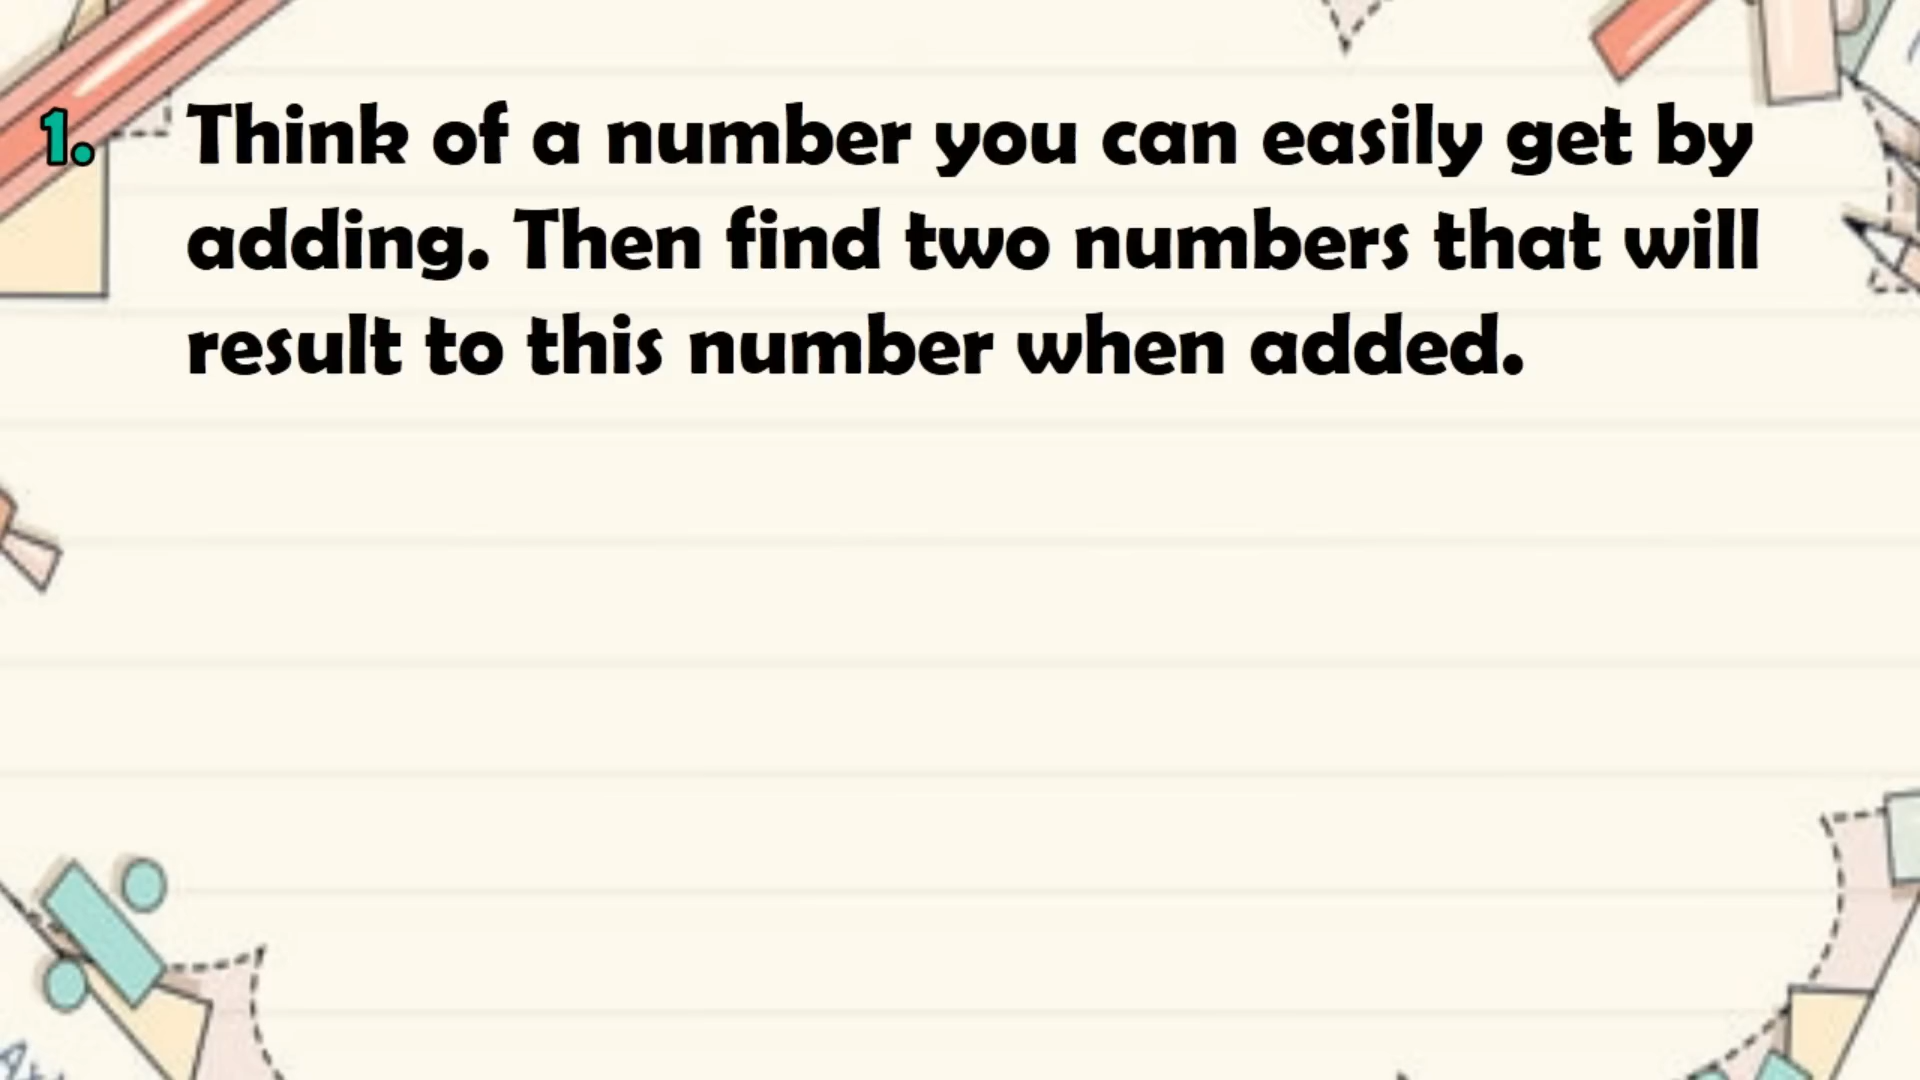 1. Think of a number you can easily get by
adding. Then find two numbers that will
result to this number when added.